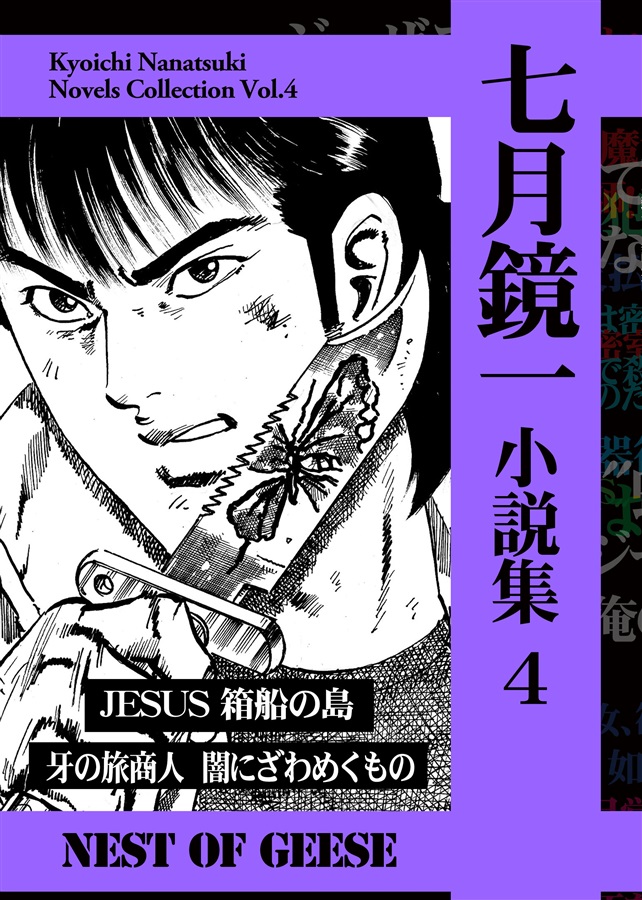 Kyoichi Nanatsuki
Novels Collection Vol.4
七月鏡一
小説集
4
JESUS 箱船の島
牙の旅商人 闇にざわめくもの
NEST OF GEESE